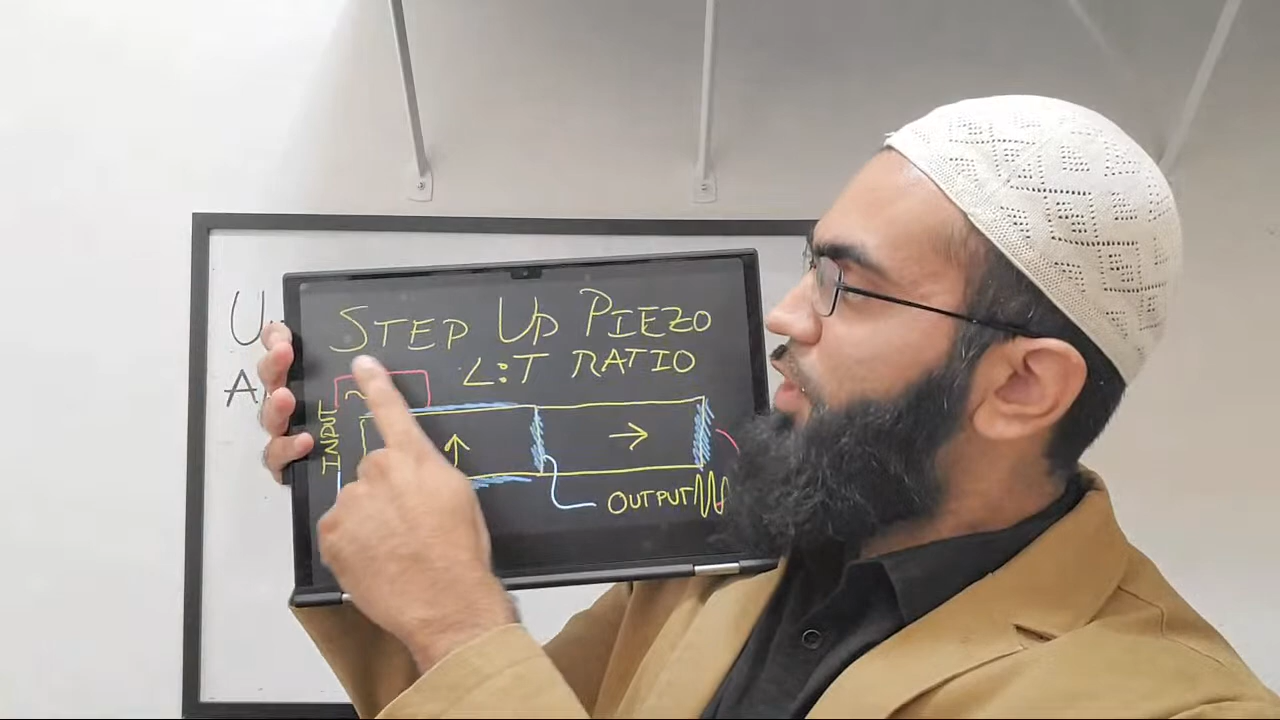 STEP UP PIEZO
L:T RATIO
~
INPUT
↑
→
OUTPUT
U
A